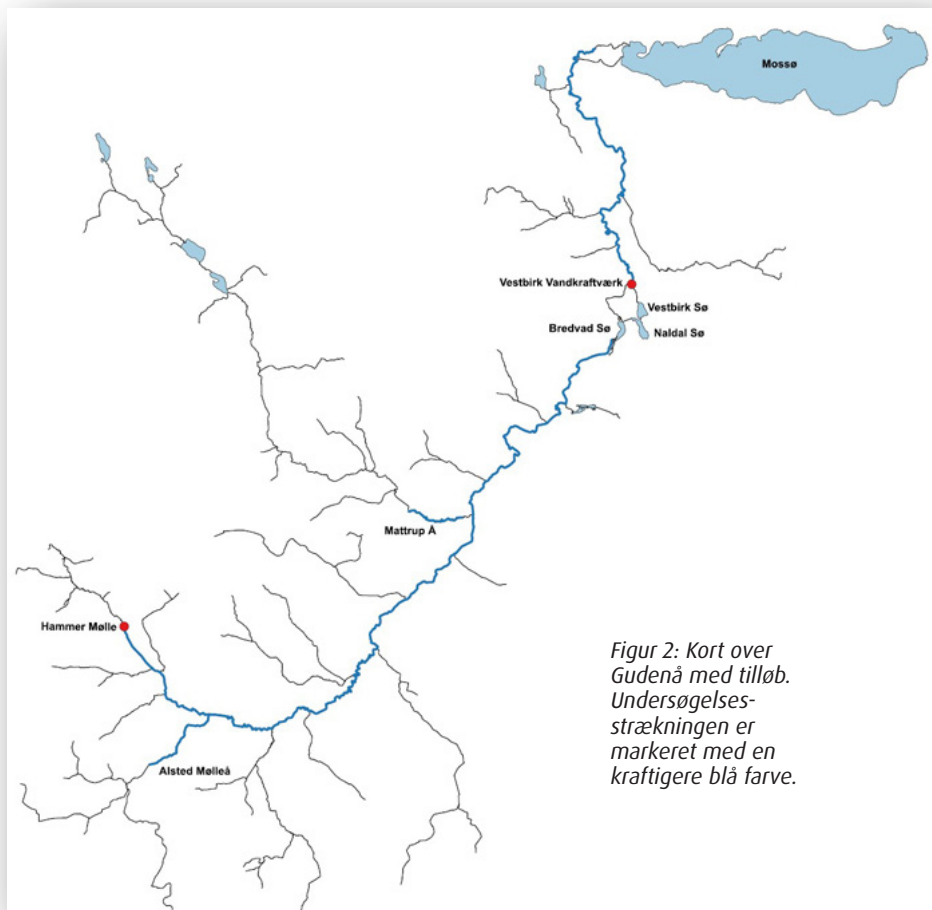 Mossø
Vestbirk Vandkraftværk
Vestbirk Sø
Bredvad Sø
Naldal Sø
Mattrup Å
Hammer Mølle
Alsted Mølleå
Figur 2: Kort over
Gudenå med tilløb.
Undersøgelses-
strækningen er
markeret med en
kraftigere blå farve.